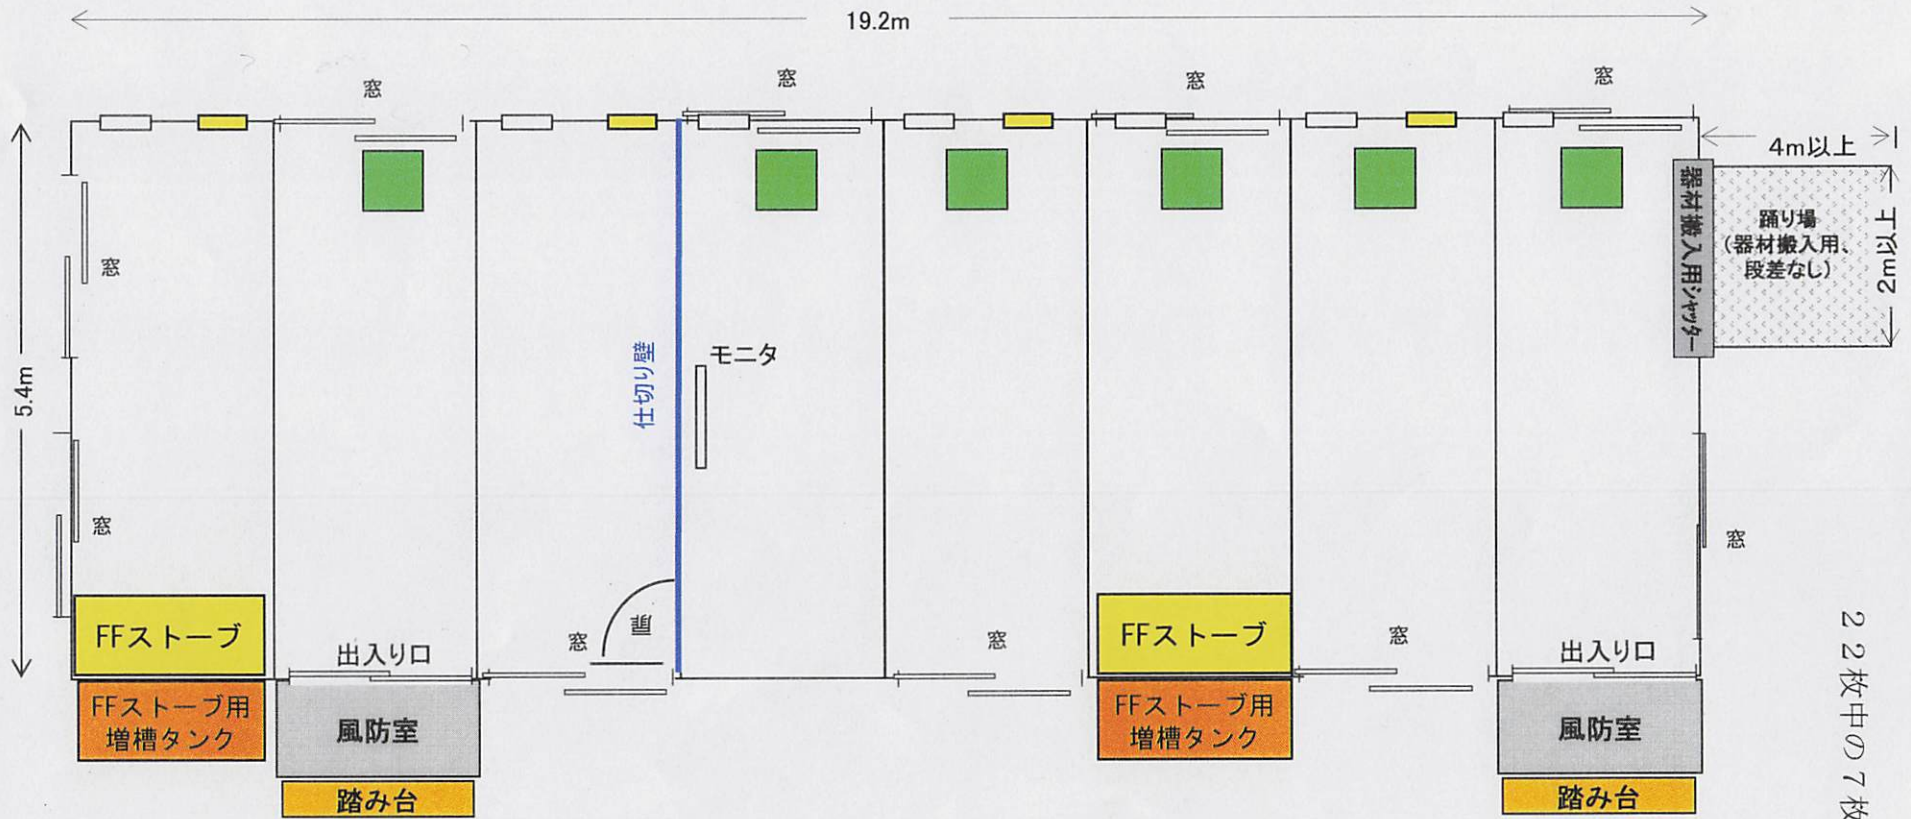 19.2m
窓
窓
窓
窓
4m以上
器材搬入用シャッター
踊り場
（器材搬入用、
段差なし）
2m以上
窓
モニタ
仕切り壁
5.4m
窓
窓
扉
FFストーブ
出入り口
窓
窓
FFストーブ
窓
出入り口
窓
FFストーブ用
増槽タンク
風防室
踏み台
FFストーブ用
増槽タンク
風防室
踏み台
２２枚中の７枚